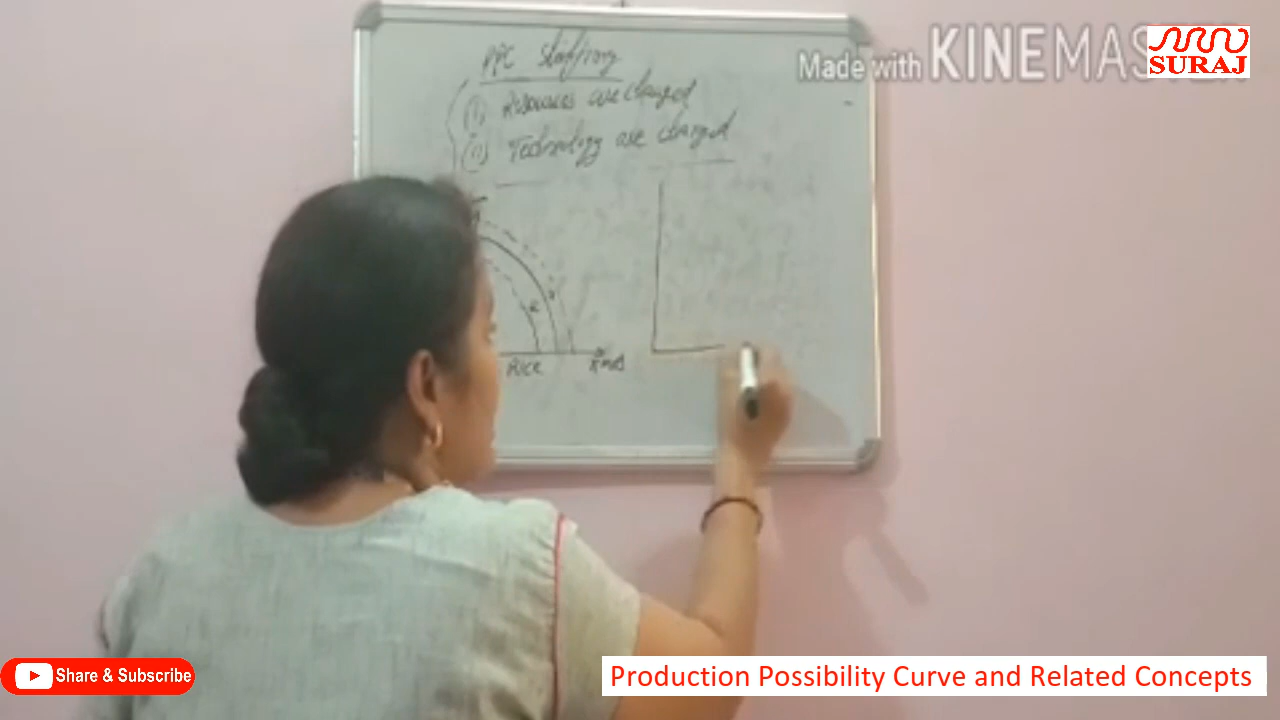 PPC Shifting
(i) Resources are changed
(ii) Technology are changed
Rice
Made with KINEMASTER
SURAJ
Share & Subscribe
Production Possibility Curve and Related Concepts